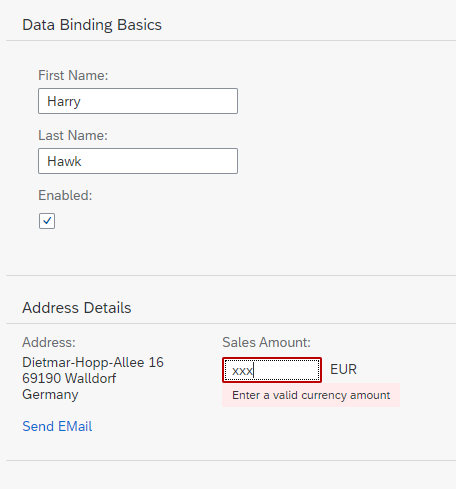 Data Binding Basics
First Name:
Harry
Last Name:
Hawk
Enabled:
Address Details
Address:
Dietmar-Hopp-Allee 16
69190 Walldorf
Germany
Send EMail
Sales Amount:
xxx EUR
Enter a valid currency amount